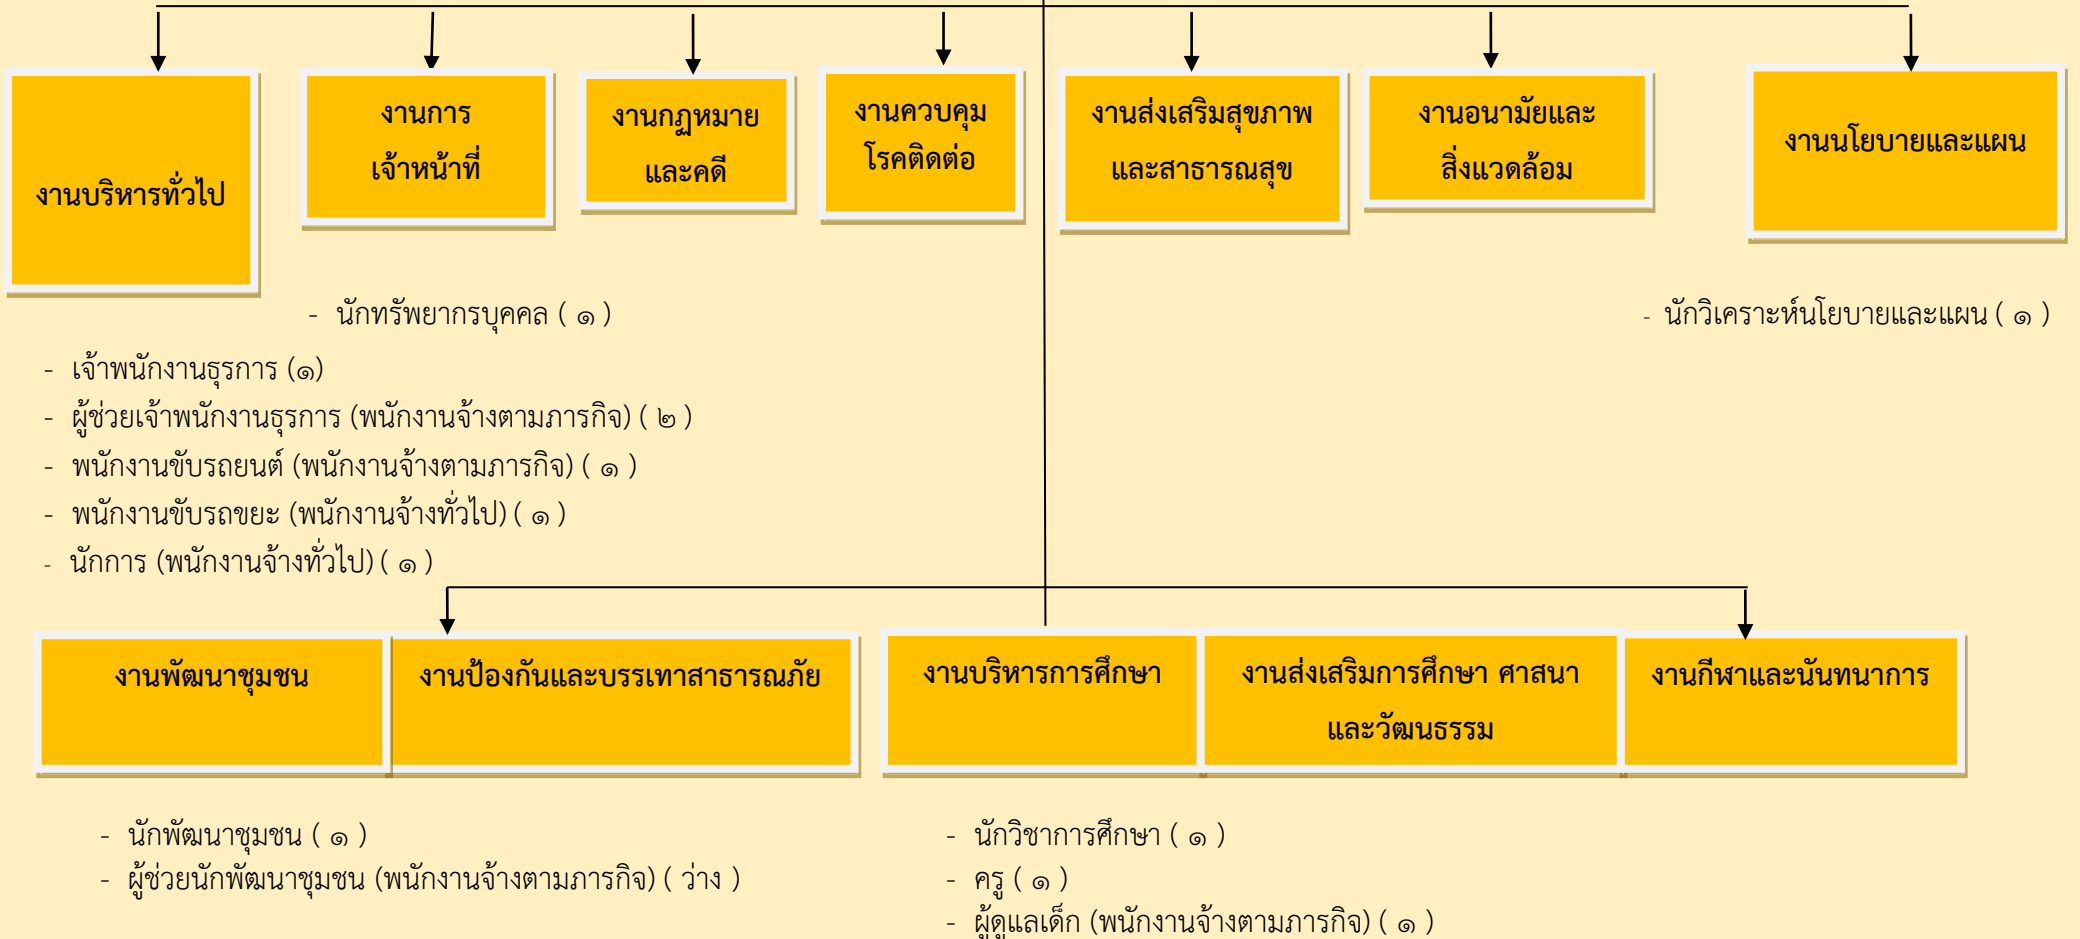 งานบริหารทั่วไป
งานการ
เจ้าหน้าที่
งานกฎหมาย
และคดี
งานควบคุม
โรคติดต่อ
งานส่งเสริมสุขภาพ
และสาธารณสุข
งานอนามัยและ
สิ่งแวดล้อม
งานนโยบายและแผน
- นักทรัพยากรบุคคล ( ๑ )
- นักวิเคราะห์นโยบายและแผน ( ๑ )
- เจ้าพนักงานธุรการ (๑)
- ผู้ช่วยเจ้าพนักงานธุรการ (พนักงานจ้างตามภารกิจ) ( ๒ )
- พนักงานขับรถยนต์ (พนักงานจ้างตามภารกิจ) ( ๑ )
- พนักงานขับรถขยะ (พนักงานจ้างทั่วไป) ( ๑ )
- นักการ (พนักงานจ้างทั่วไป) ( ๑ )
งานพัฒนาชุมชน
งานป้องกันและบรรเทาสาธารณภัย
งานบริหารการศึกษา
งานส่งเสริมการศึกษา ศาสนา
และวัฒนธรรม
งานกีฬาและนันทนาการ
- นักพัฒนาชุมชน ( ๑ )
- ผู้ช่วยนักพัฒนาชุมชน (พนักงานจ้างตามภารกิจ) ( ว่าง )
- นักวิชาการศึกษา ( ๑ )
- ครู ( ๑ )
- ผู้ดูแลเด็ก (พนักงานจ้างตามภารกิจ) ( ๑ )